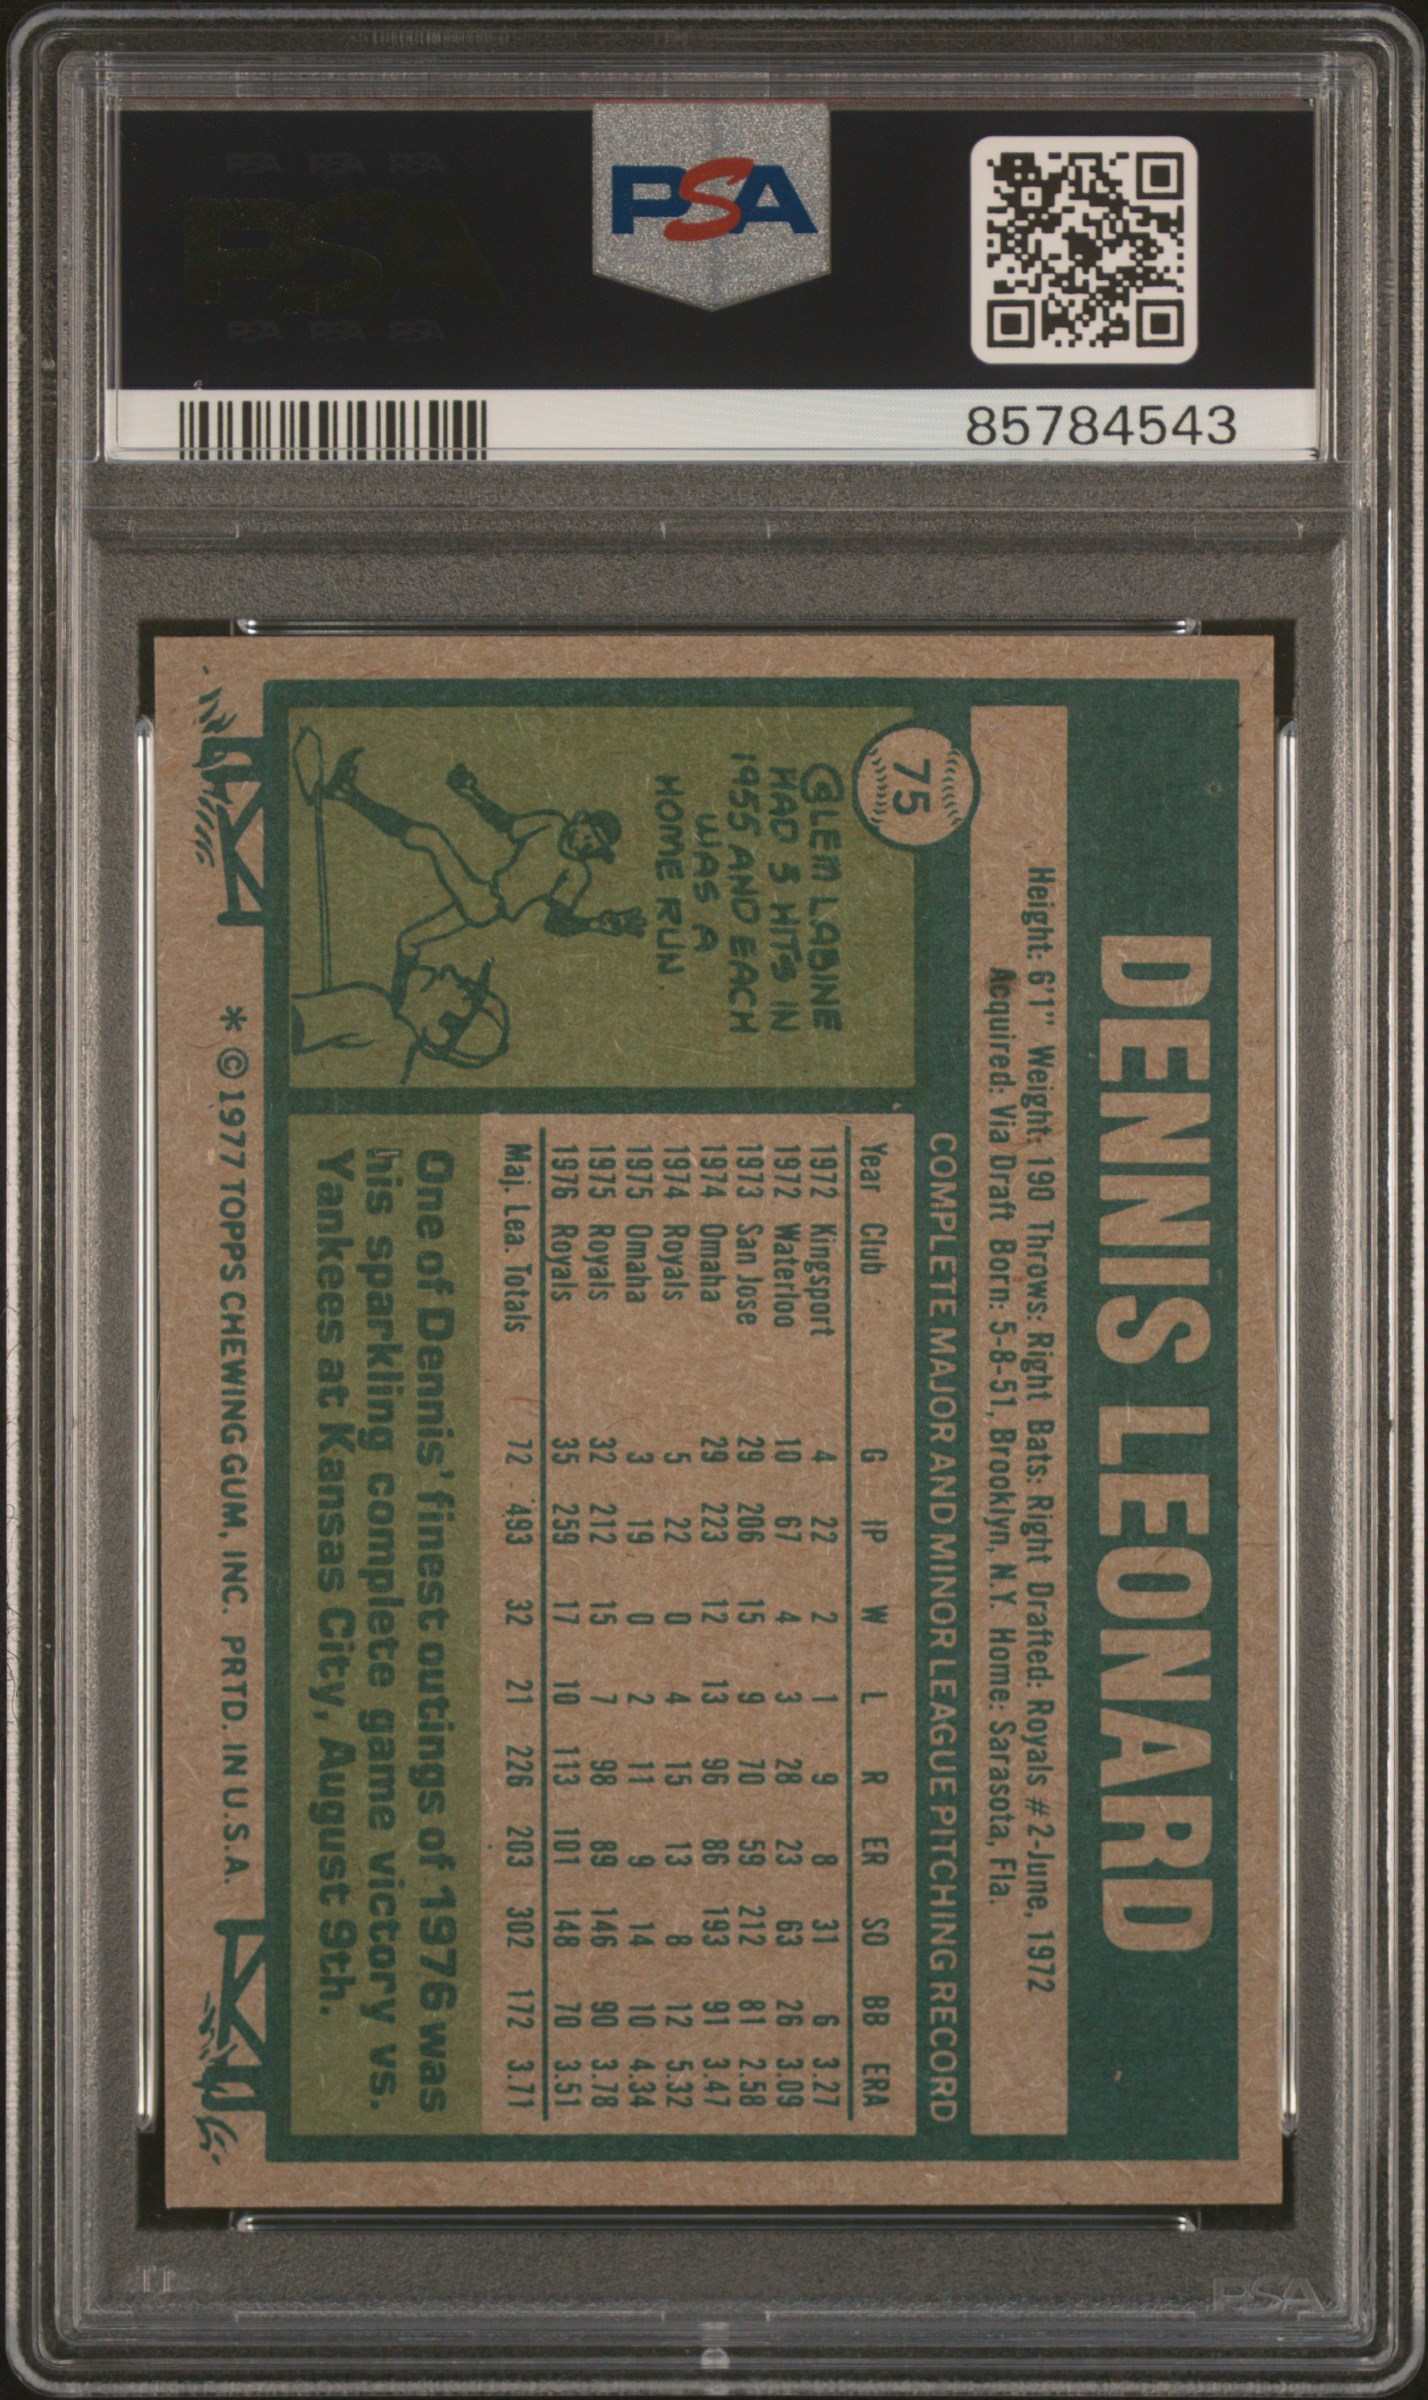 PSA PSA PSA
PSA
PSA PSA PSA
PSA
85784543
DENNIS LEONARD
Height: 6'1" Weight: 190 Throws: Right Bats: Right Drafted: Royals #2-June, 1972
Acquired: Via Draft Born: 5-8-51, Brooklyn, N.Y. Home: Sarasota, Fla.
75
COMPLETE MAJOR AND MINOR LEAGUE PITCHING RECORD
@LEM LABINE
HAD 3 HITS IN
1955 AND EACH
WAS A
HOME RUN.
Year Club G IP W L R ER SO BB ERA
1972 Kingsport 4 22 2 1 9 8 31 6 3.27
1972 Waterloo 10 67 4 3 28 23 63 26 3.09
1973 San Jose 29 206 15 9 70 59 212 81 2.58
1974 Omaha 29 223 12 13 96 86 193 91 3.47
1974 Royals 5 22 0 4 15 13 8 12 5.32
1975 Omaha 3 19 0 2 11 9 14 10 4.34
1975 Royals 32 212 15 7 98 89 146 90 3.78
1976 Royals 35 259 17 10 113 101 148 70 3.51
Maj. Lea. Totals 72 493 32 21 226 203 302 172 3.71
One of Dennis' finest outings of 1976 was
his sparkling complete game victory vs.
Yankees at Kansas City, August 9th.
* © 1977 TOPPS CHEWING GUM, INC. PRTD. IN U.S.A.
PSA